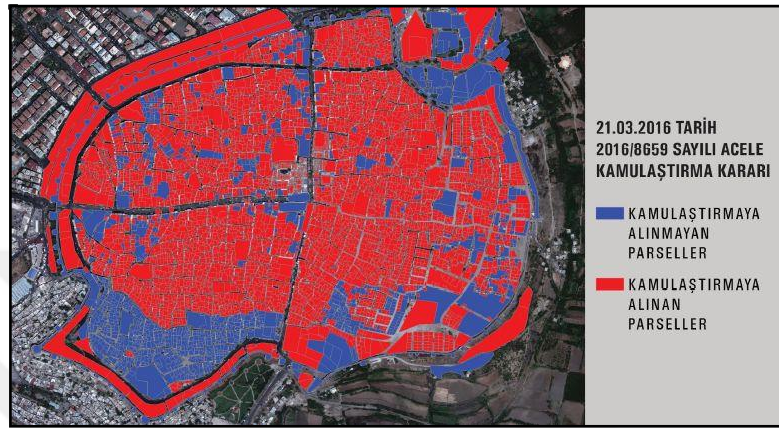 21.03.2016 TARİH
2016/8659 SAYILI ACELE
KAMULAŞTIRMA KARARI
KAMULAŞTIRMAYA
ALINMAYAN
PARSELLER
KAMULAŞTIRMAYA
ALINAN
PARSELLER